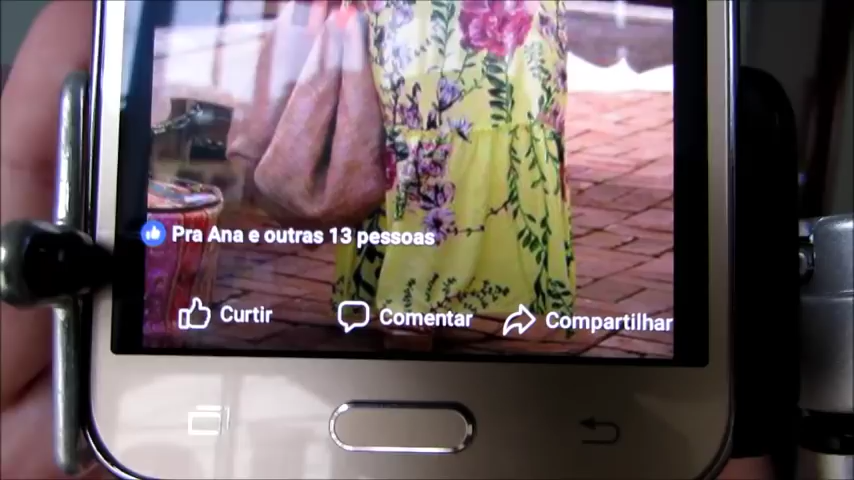 Pra Ana e outras 13 pessoas
Curtir Comentar Compartilhar